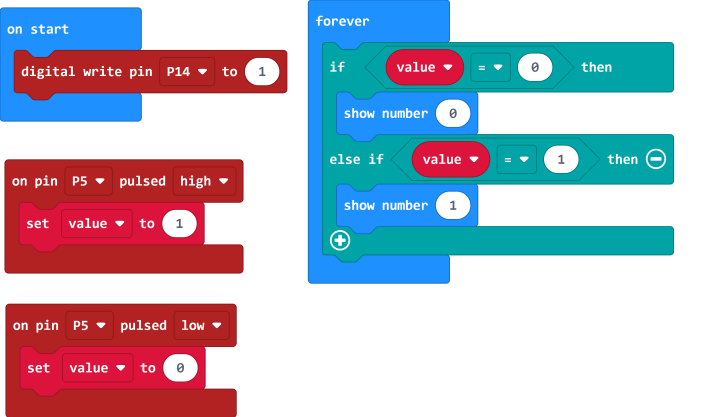 on start
digital write pin P14 to 1
on pin P5 pulsed high
set value to 1
on pin P5 pulsed low
set value to 0
forever
if value = 0 then
show number 0
else if value = 1 then
show number 1